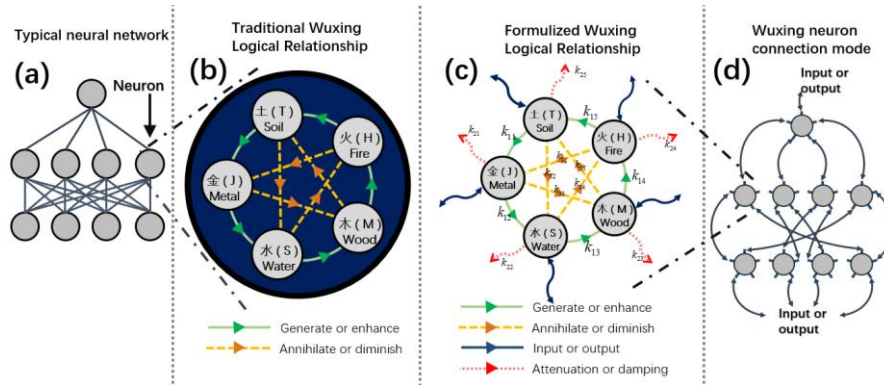 Typical neural network
(a)
Neuron
Traditional Wuxing
Logical Relationship
(b)
土 ( T )
Soil
火 ( H )
Fire
金 ( J )
Metal
木 ( M )
Wood
水 ( S )
Water
Generate or enhance
Annihilate or diminish
Formulized Wuxing
Logical Relationship
(c)
k25
土 ( T )
Soil
k15
k11
k21
火 ( H )
Fire
k24
金 ( J )
Metal
k14
k12
木 ( M )
Wood
水 ( S )
Water
k13
k22
k23
Generate or enhance
Annihilate or diminish
Input or output
Attenuation or damping
Wuxing neuron
connection mode
(d)
Input or
output
Input or
output